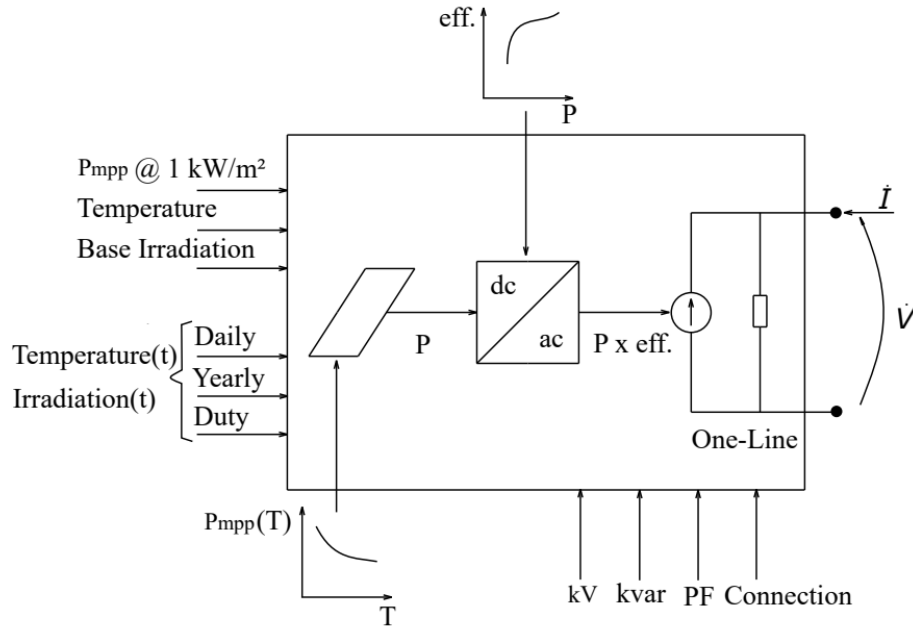 eff.
P
Pmpp @ 1 kW/m²
Temperature
Base Irradiation
İ
dc
ac
V̇
P
P x eff.
Temperature(t)
Irradiation(t)
Daily
Yearly
Duty
One-Line
Pmpp(T)
T
kV
kvar
PF
Connection